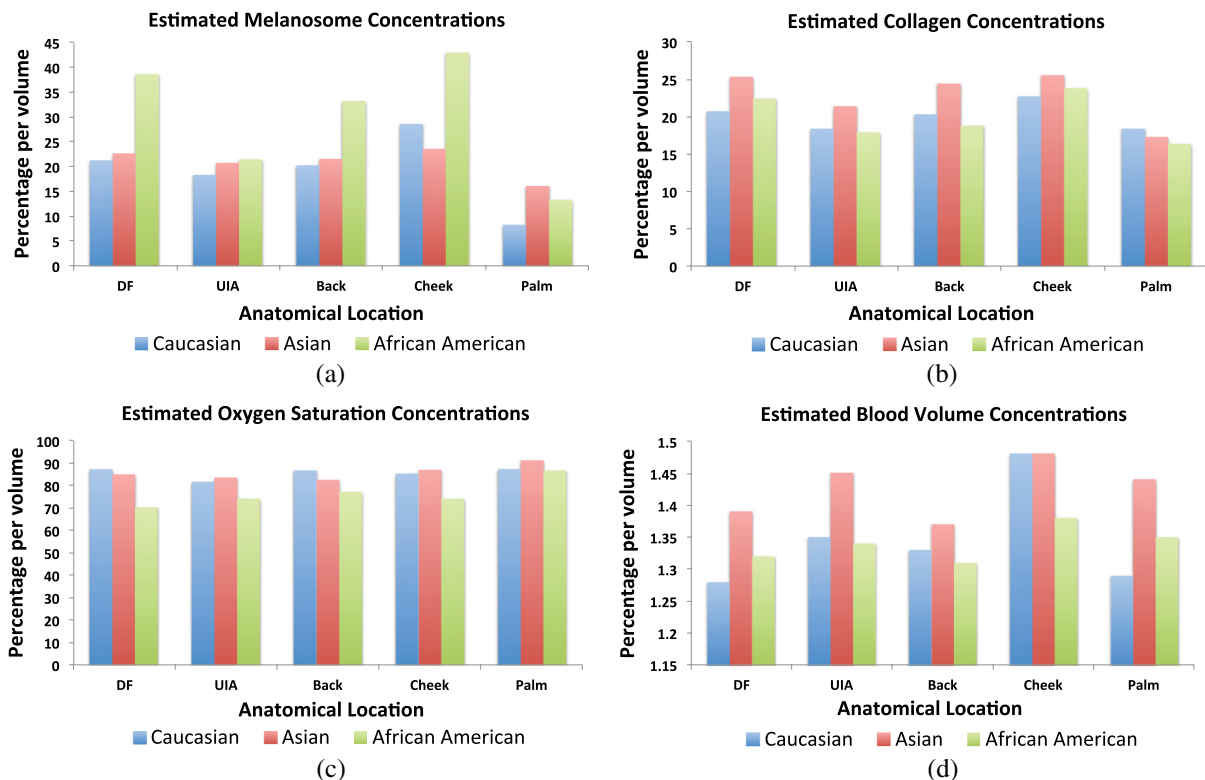 Estimated Melanosome Concentrations
Percentage per volume
45
40
35
30
25
20
15
10
5
0
DF UIA Back Cheek Palm
Anatomical Location
Caucasian Asian African American
(a)
Estimated Collagen Concentrations
Percentage per volume
30
25
20
15
10
5
0
DF UIA Back Cheek Palm
Anatomical Location
Caucasian Asian African American
(b)
Estimated Oxygen Saturation Concentrations
Percentage per volume
100
90
80
70
60
50
40
30
20
10
0
DF UIA Back Cheek Palm
Anatomical Location
Caucasian Asian African American
(c)
Estimated Blood Volume Concentrations
Percentage per volume
1.5
1.45
1.4
1.35
1.3
1.25
1.2
1.15
DF UIA Back Cheek Palm
Anatomical Location
Caucasian Asian African American
(d)